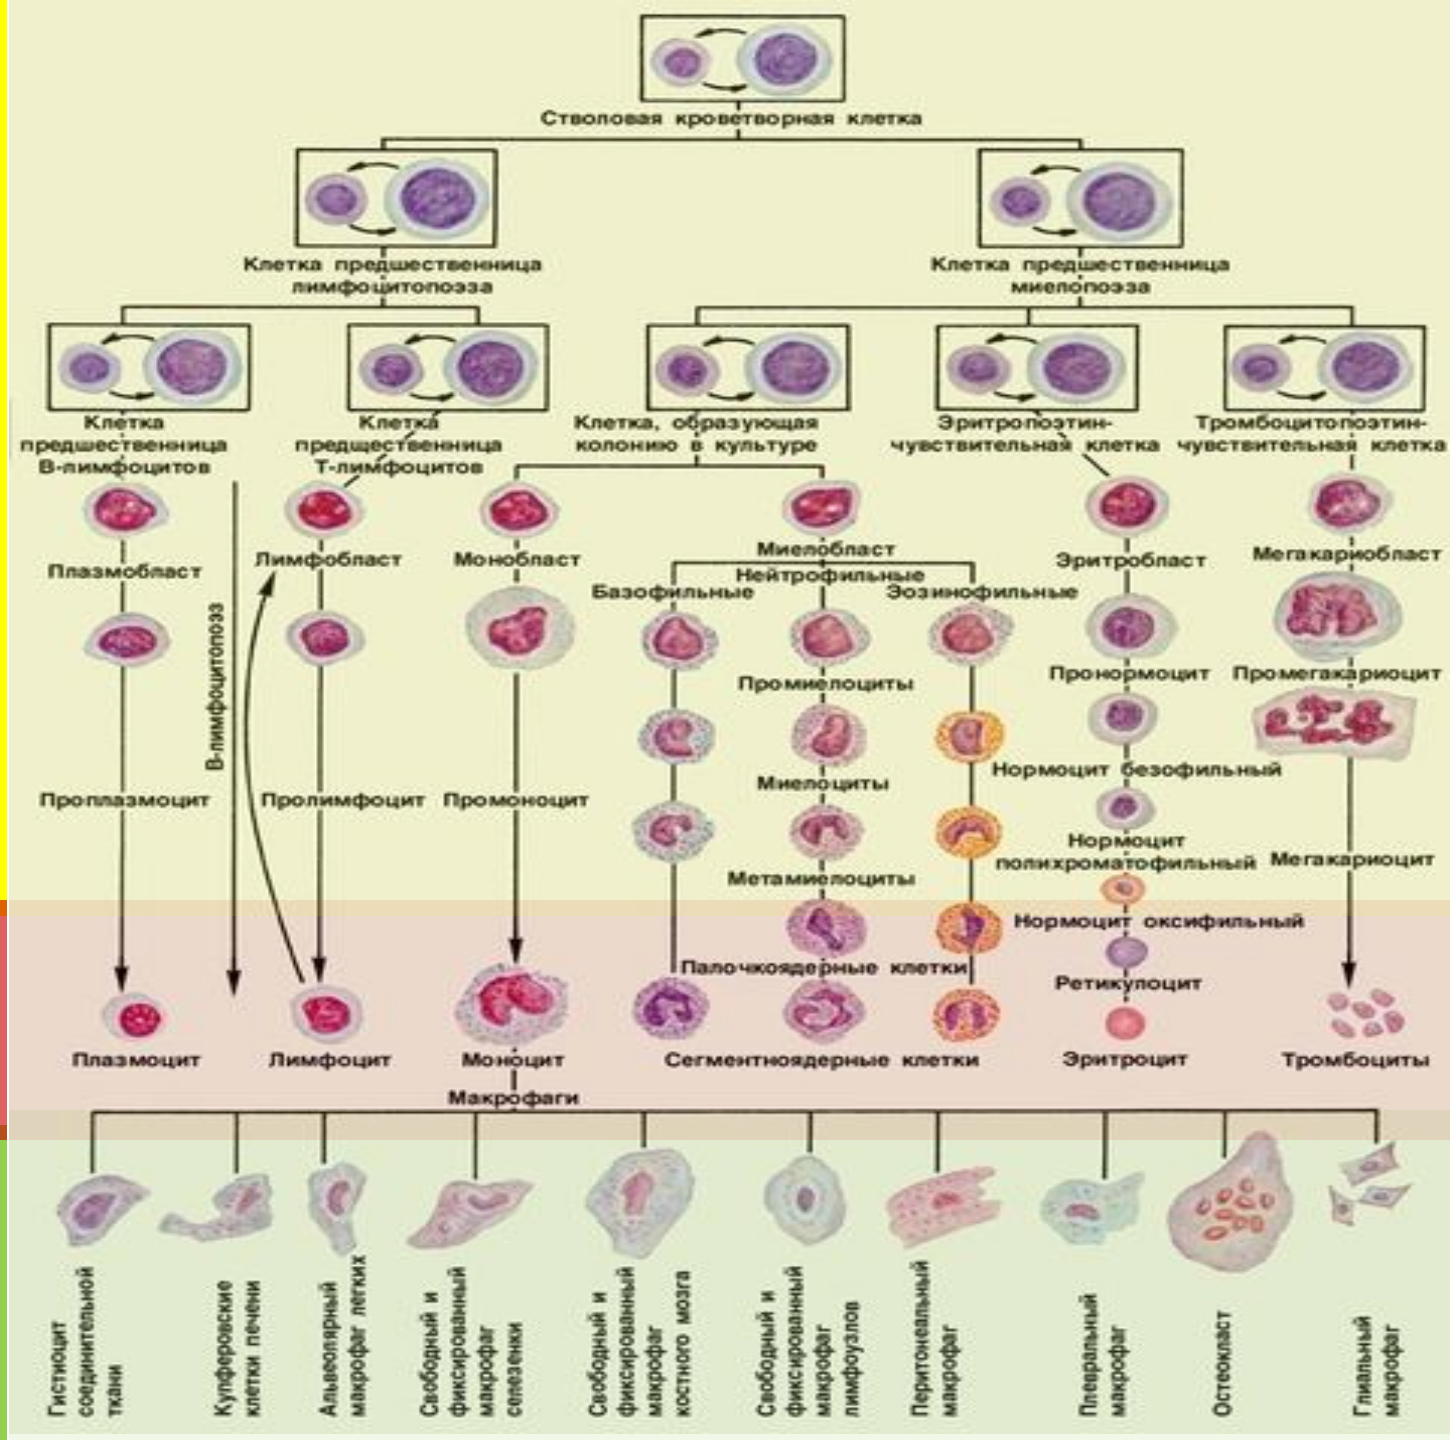 Стволовая кроветворная клетка
Клетка предшественница
лимфоцитопоэза
Клетка предшественница
миелопоэза
Клетка
предшественница
В-лимфоцитов
Клетка
предщественница
Т-лимфоцитов
Клетка, образующая
колонию в культуре
Эритропоэтин-
чувствительная клетка
Тромбоцитопоэтин-
чувствительная клетка
Плазмобласт
Лимфобласт
Монобласт
Миелобласт
Эритробласт
Мегакариобласт
Базофильные
Нейтрофильные
Эозинофильные
В-лимфоцитопоэз
Промиелоциты
Пронормоцит
Промегакариоцит
Миелоциты
Нормоцит безофильный
Проплазмоцит
Пролимфоцит
Промоноцит
Нормоцит
полихроматофильный
Мегакариоцит
Метамиелоциты
Нормоцит оксифильный
Палочкоядерные клетки
Ретикулоцит
Плазмоцит
Лимфоцит
Моноцит
Сегментноядерные клетки
Эритроцит
Тромбоциты
Макрофаги
Гистиоцит
соединительной
ткани
Купферовские
клетки печени
Альвеолярный
макрофаг легких
Свободный и
фиксированный
макрофаг
селезенки
Свободный и
фиксированный
макрофаг
костного мозга
Свободный и
фиксированный
макрофаг
лимфоузлов
Перитонеальный
макрофаг
Плевральный
макрофаг
Остеокласт
Глиальный
макрофаг